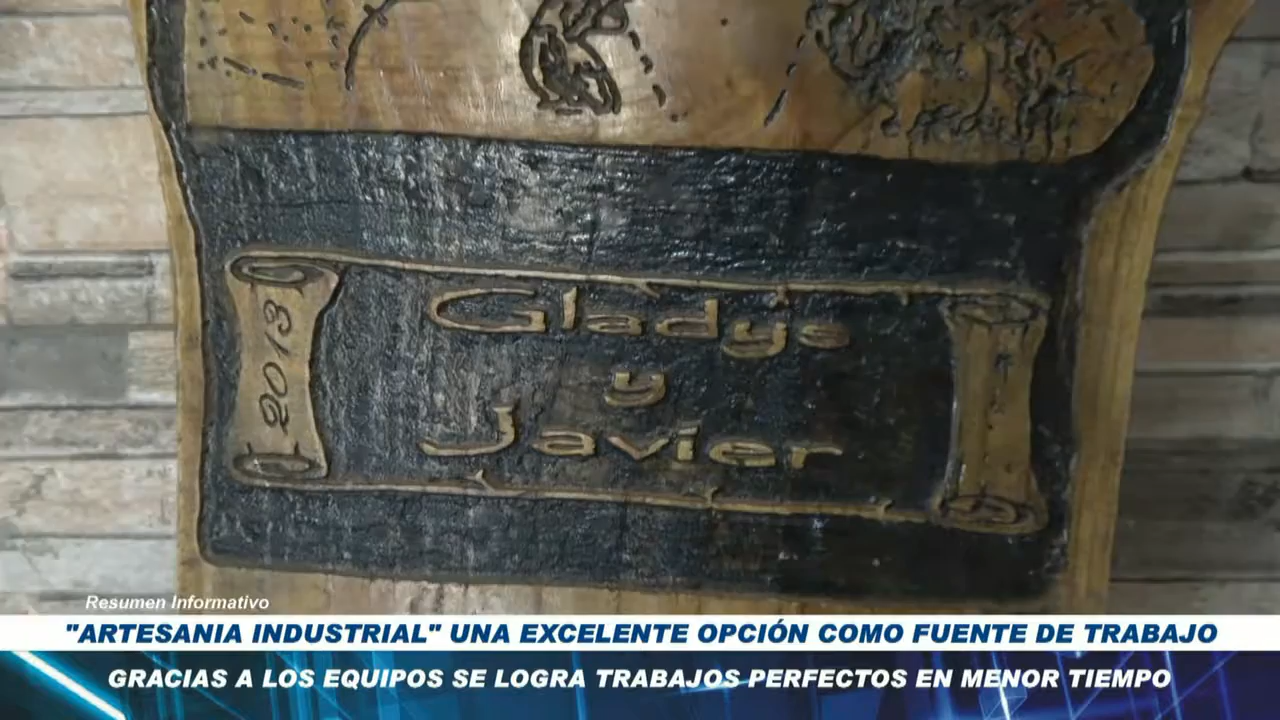 2013
Gladys
y
Javier
Resumen Informativo
"ARTESANIA INDUSTRIAL" UNA EXCELENTE OPCIÓN COMO FUENTE DE TRABAJO
GRACIAS A LOS EQUIPOS SE LOGRA TRABAJOS PERFECTOS EN MENOR TIEMPO